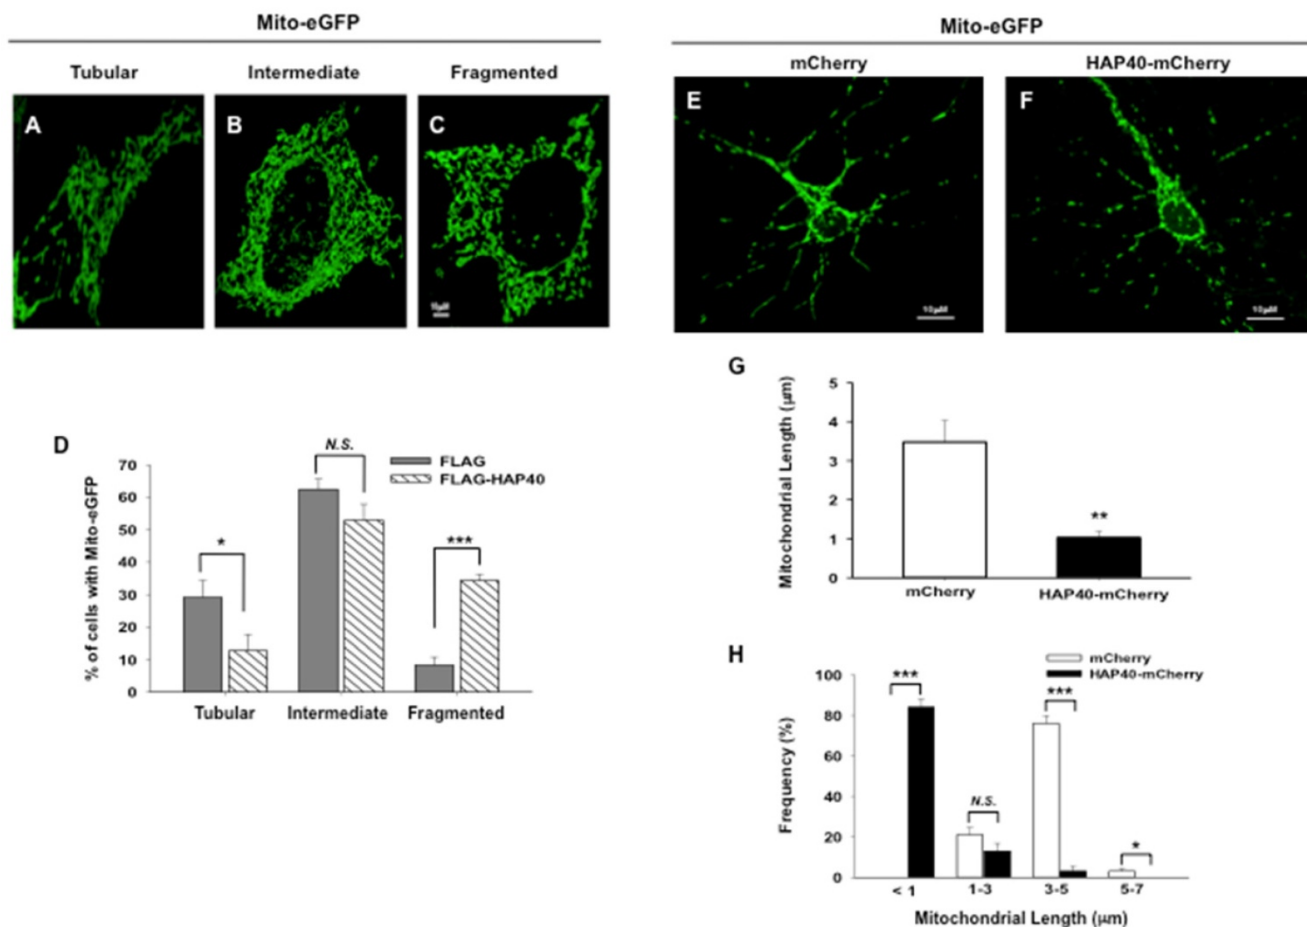 Mito-eGFP
Tubular Intermediate Fragmented
A B C
10μM
Mito-eGFP
mCherry HAP40-mCherry
E F
10μM 10μM
D
% of cells with Mito-eGFP
70
60
50
40
30
20
10
0
* N.S. ***
FLAG
FLAG-HAP40
Tubular Intermediate Fragmented
G
Mitochondrial Length (μm)
5
4
3
2
1
0
**
mCherry HAP40-mCherry
H
mCherry
HAP40-mCherry
Frequency (%)
100
80
60
40
20
0
*** N.S. *** *
< 1 1-3 3-5 5-7
Mitochondrial Length (μm)